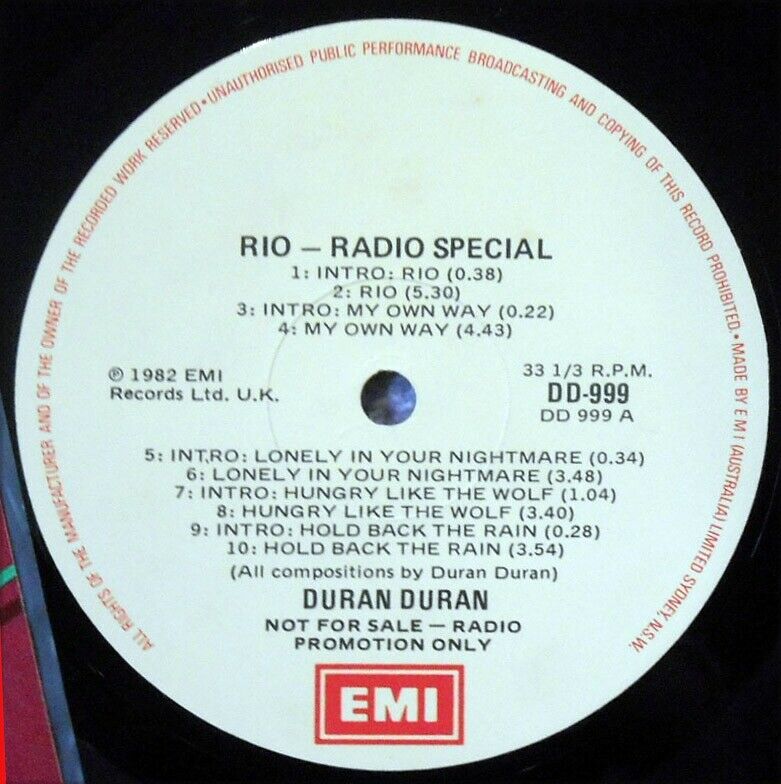 ALL RIGHTS OF THE MANUFACTURER AND OF THE OWNER OF THE RECORDED WORK RESERVED • UNAUTHORISED PUBLIC PERFORMANCE BROADCASTING AND COPYING OF THIS RECORD PROHIBITED. • MADE BY E M I (AUSTRALIA) LIMITED SYDNEY, N.S.W.
RIO — RADIO SPECIAL
1: INTRO: RIO (0.38)
2: RIO (5.30)
3: INTRO: MY OWN WAY (0.22)
4: MY OWN WAY (4.43)
℗ 1982 EMI
Records Ltd. U.K.
33 1/3 R.P.M.
DD-999
DD 999 A
5: INTRO: LONELY IN YOUR NIGHTMARE (0.34)
6: LONELY IN YOUR NIGHTMARE (3.48)
7: INTRO: HUNGRY LIKE THE WOLF (1.04)
8: HUNGRY LIKE THE WOLF (3.40)
9: INTRO: HOLD BACK THE RAIN (0.28)
10: HOLD BACK THE RAIN (3.54)
(All compositions by Duran Duran)
DURAN DURAN
NOT FOR SALE — RADIO
PROMOTION ONLY
EMI